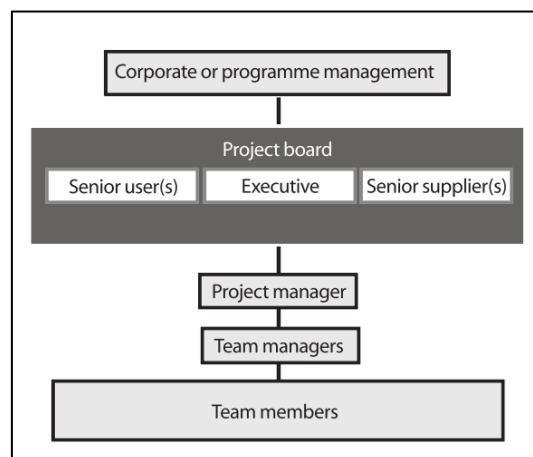 Corporate or programme management
Project board
Senior user(s)
Executive
Senior supplier(s)
Project manager
Team managers
Team members